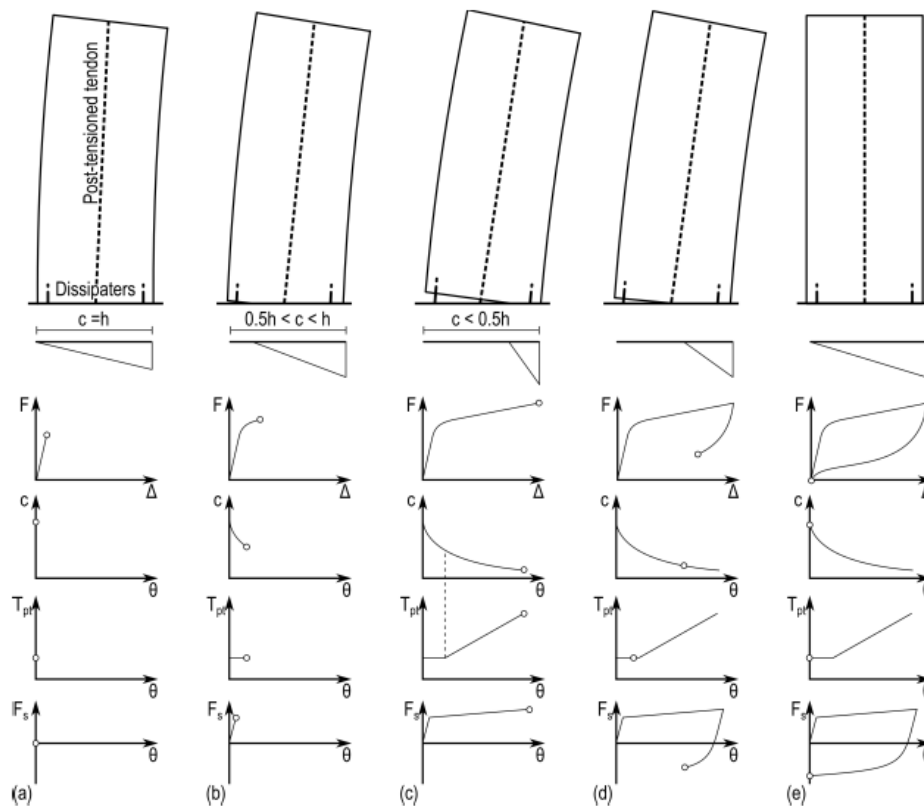 Post-tensioned tendon
Dissipaters
c =h
0.5h < c < h
c < 0.5h
F Δ F Δ F Δ F Δ F Δ
c θ c θ c θ c θ c θ
Tpt θ Tpt θ Tpt θ Tpt θ Tpt θ
Fs θ Fs θ Fs θ Fs θ Fs θ
(a) (b) (c) (d) (e)